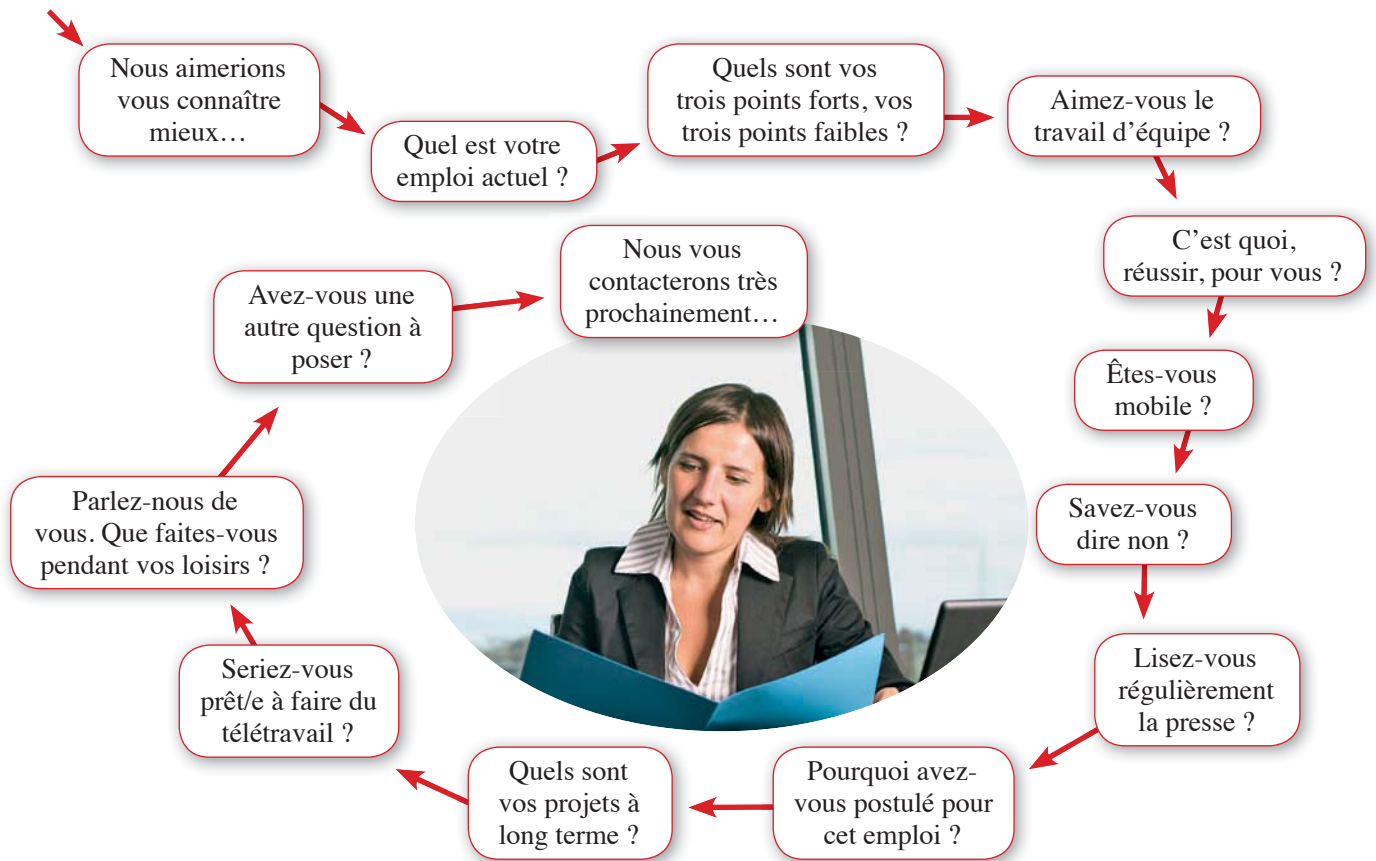 Nous aimerions
vous connaître
mieux…
Quel est votre
emploi actuel ?
Quels sont vos
trois points forts, vos
trois points faibles ?
Aimez-vous le
travail d'équipe ?
C'est quoi,
réussir, pour vous ?
Êtes-vous
mobile ?
Savez-vous
dire non ?
Lisez-vous
régulièrement
la presse ?
Pourquoi avez-
vous postulé pour
cet emploi ?
Quels sont
vos projets à
long terme ?
Seriez-vous
prêt/e à faire du
télétravail ?
Parlez-nous de
vous. Que faites-vous
pendant vos loisirs ?
Avez-vous une
autre question à
poser ?
Nous vous
contacterons très
prochainement…